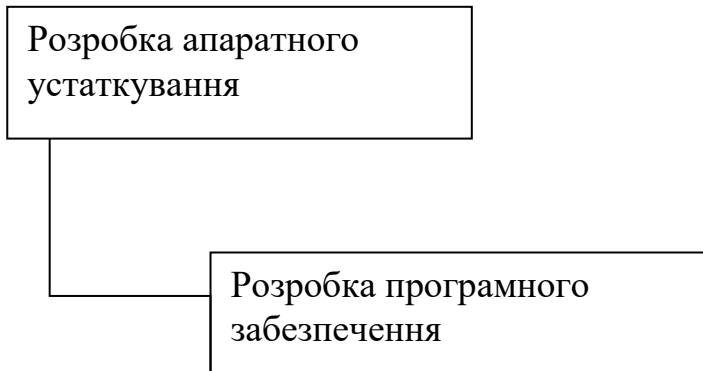 Розробка апаратного
устаткування
Розробка програмного
забезпечення